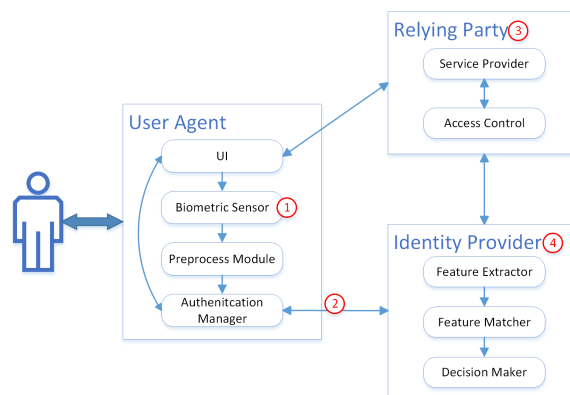 Relying Party 3
Service Provider
Access Control
User Agent
UI
Biometric Sensor 1
Preprocess Module
Authenitcation
Manager
2
Identity Provider 4
Feature Extractor
Feature Matcher
Decision Maker